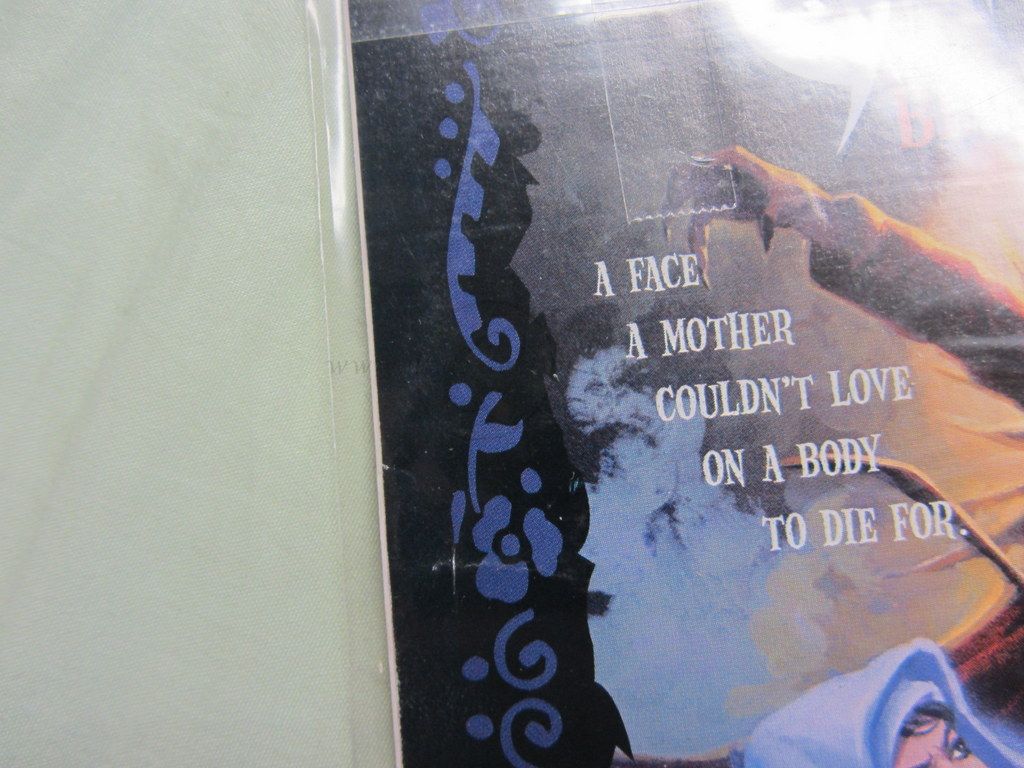 A FACE
A MOTHER
COULDN'T LOVE
ON A BODY
TO DIE FOR.